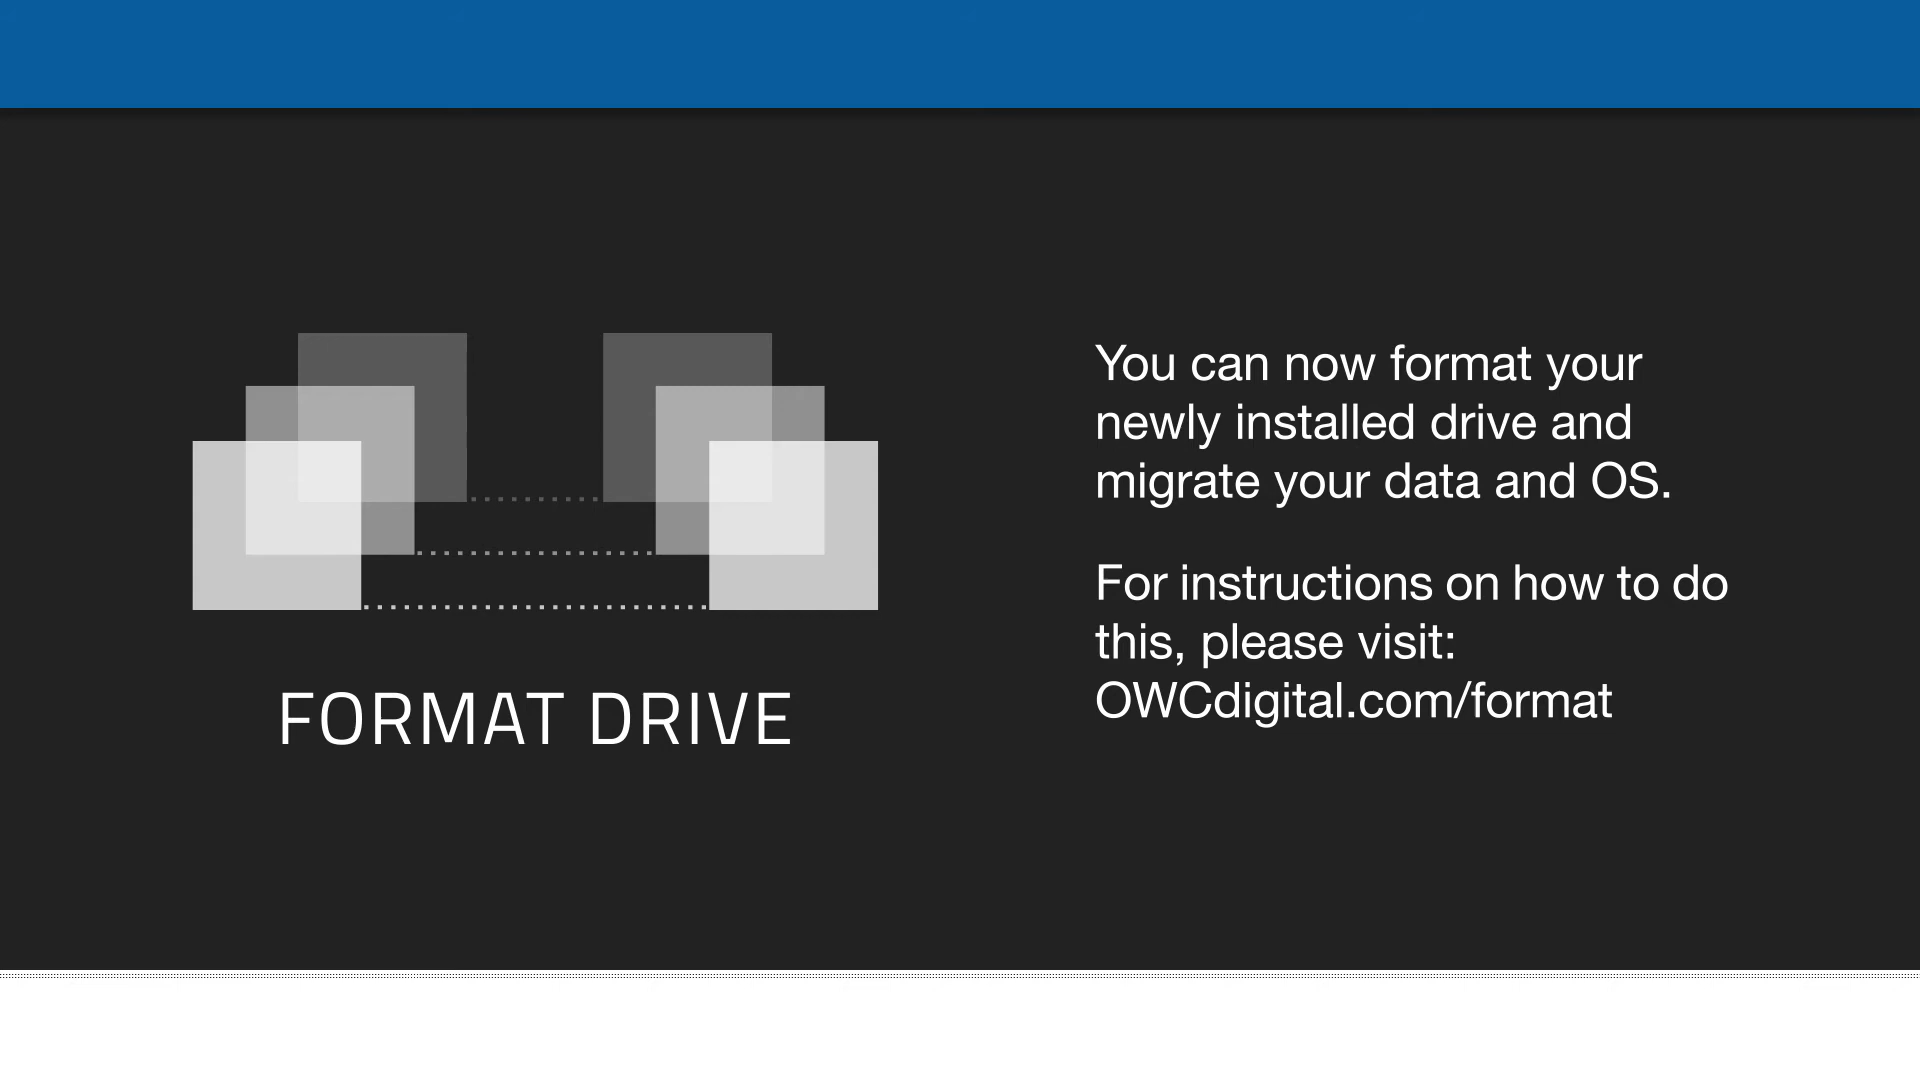 FORMAT DRIVE
You can now format your
newly installed drive and
migrate your data and OS.
For instructions on how to do
this, please visit:
OWCdigital.com/format